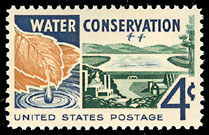 WATER CONSERVATION
4¢
UNITED STATES POSTAGE